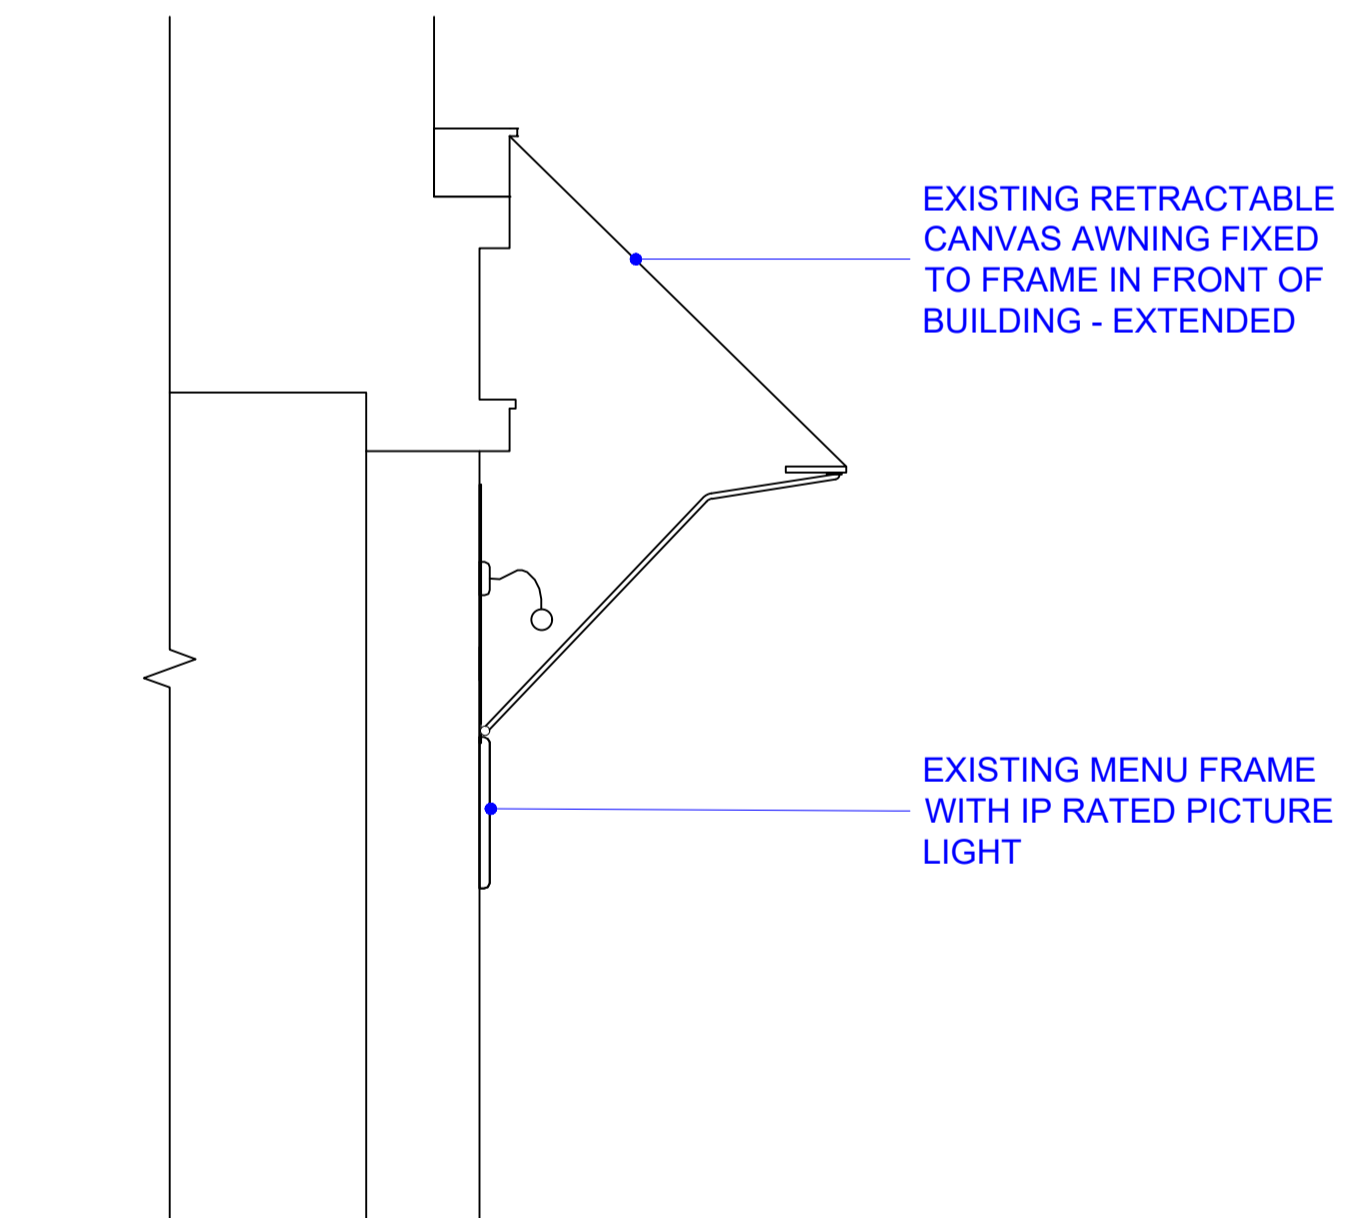 EXISTING RETRACTABLE
CANVAS AWNING FIXED
TO FRAME IN FRONT OF
BUILDING - EXTENDED
EXISTING MENU FRAME
WITH IP RATED PICTURE
LIGHT